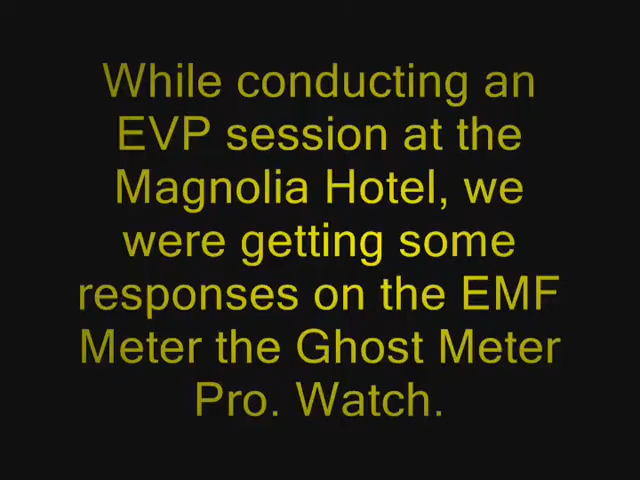 While conducting an
EVP session at the
Magnolia Hotel, we
were getting some
responses on the EMF
Meter the Ghost Meter
Pro. Watch.